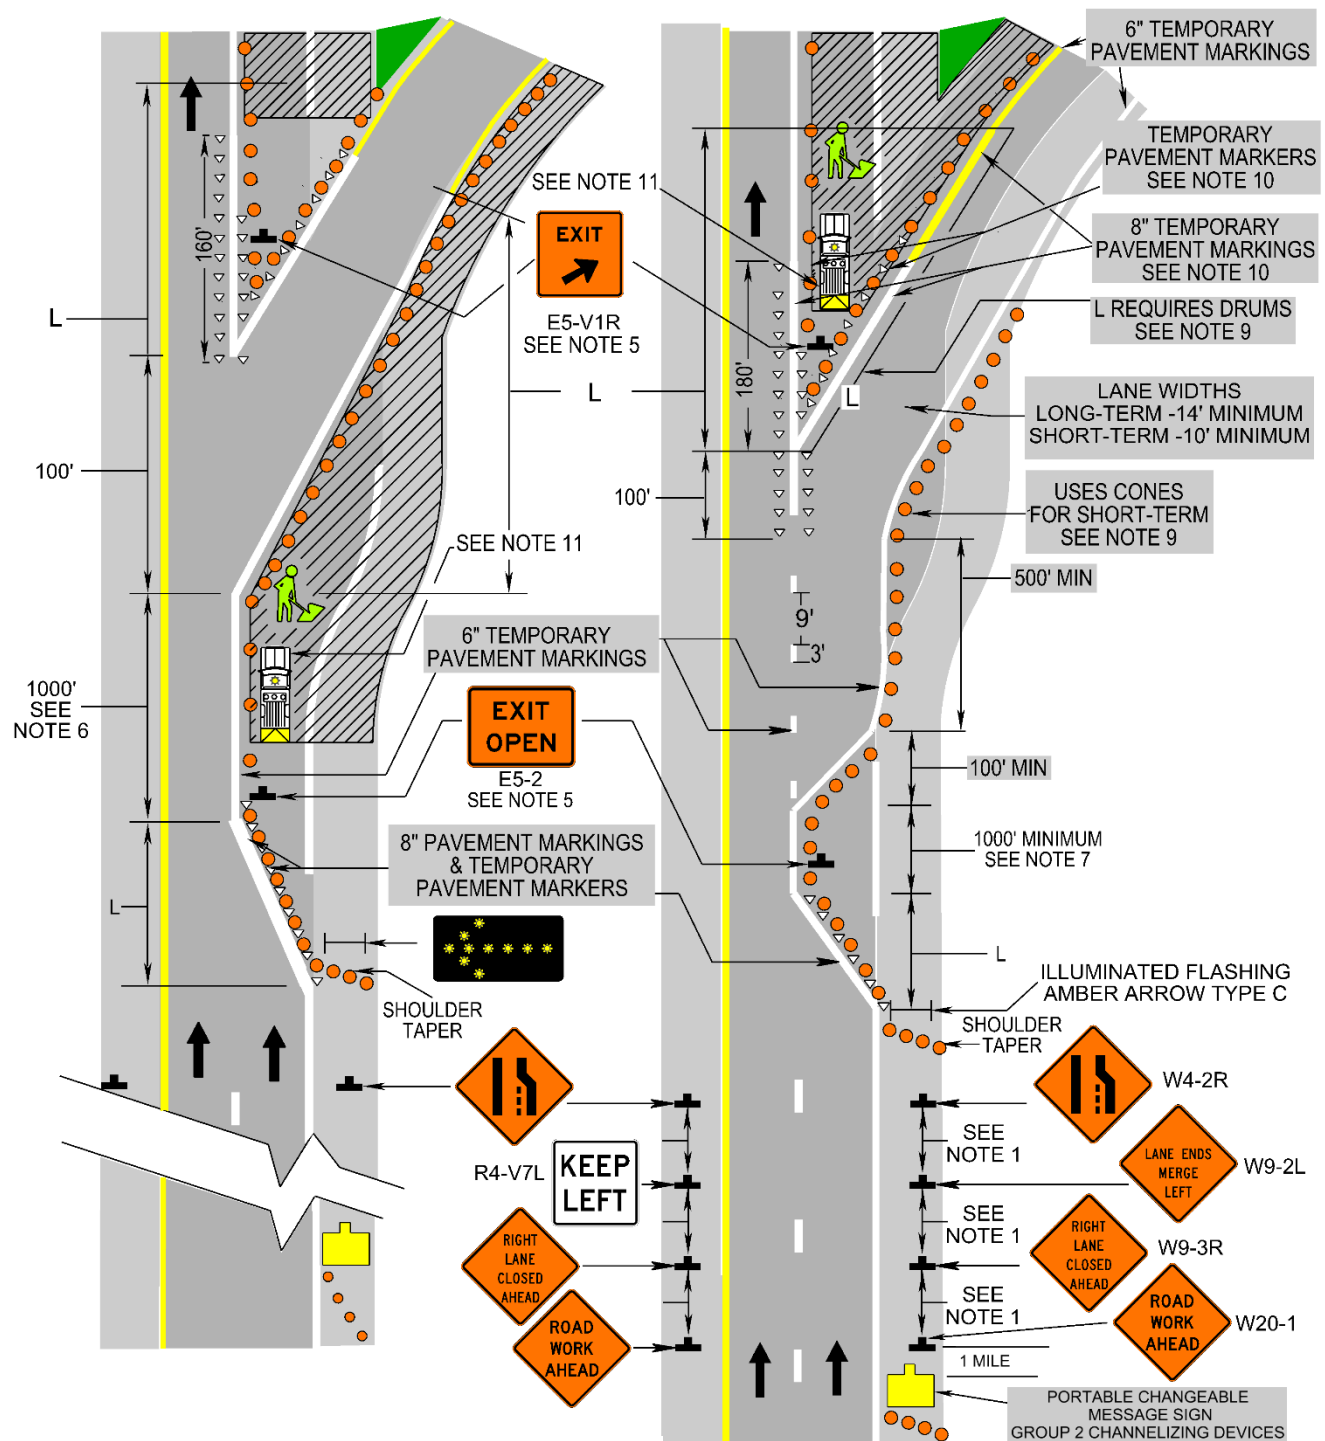 6" TEMPORARY
PAVEMENT MARKINGS
TEMPORARY
PAVEMENT MARKERS
SEE NOTE 10
SEE NOTE 11
EXIT
E5-V1R
SEE NOTE 5
160'
180'
8" TEMPORARY
PAVEMENT MARKINGS
SEE NOTE 10
L REQUIRES DRUMS
SEE NOTE 9
L
L
L
LANE WIDTHS
LONG-TERM -14' MINIMUM
SHORT-TERM -10' MINIMUM
100'
100'
USES CONES
FOR SHORT-TERM
SEE NOTE 9
SEE NOTE 11
500' MIN
9'
3'
6" TEMPORARY
PAVEMENT MARKINGS
1000'
SEE
NOTE 6
EXIT
OPEN
E5-2
SEE NOTE 5
100' MIN
1000' MINIMUM
SEE NOTE 7
8" PAVEMENT MARKINGS
& TEMPORARY
PAVEMENT MARKERS
L
L
SHOULDER
TAPER
ILLUMINATED FLASHING
AMBER ARROW TYPE C
SHOULDER
TAPER
W4-2R
SEE
NOTE 1
R4-V7L
KEEP
LEFT
LANE ENDS
MERGE
LEFT
W9-2L
SEE
NOTE 1
RIGHT
LANE
CLOSED
AHEAD
RIGHT
LANE
CLOSED
AHEAD
W9-3R
SEE
NOTE 1
ROAD
WORK
AHEAD
ROAD
WORK
AHEAD
W20-1
1 MILE
PORTABLE CHANGEABLE
MESSAGE SIGN
GROUP 2 CHANNELIZING DEVICES